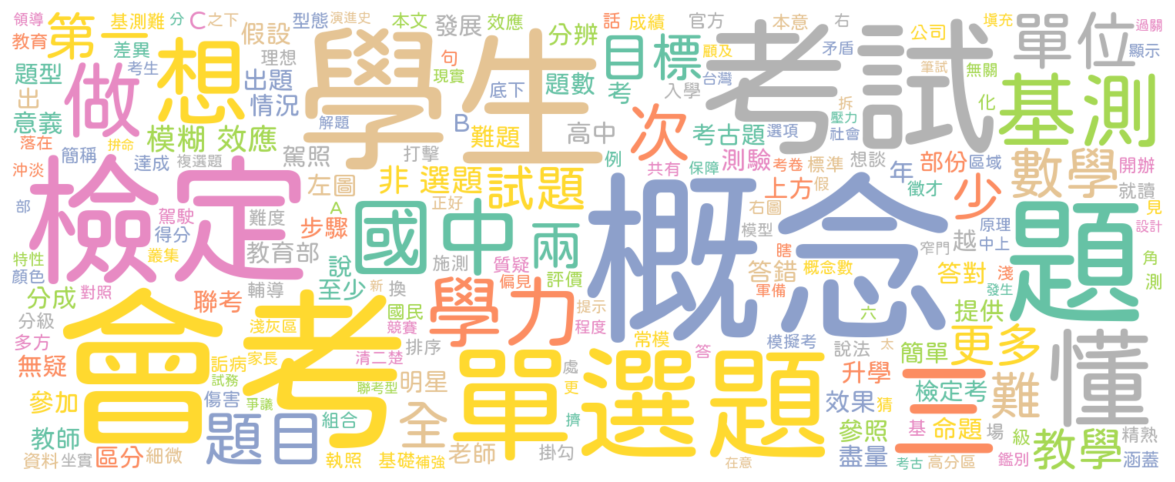 領導 基測難 分 C 之下 型態 演進史 本文 效應 話 成績 官方 本意 右 公司 填充 過關
教育 第一 差異 想 假設 理想 學生 發展 句 分辨 目標 顧及 考試 矛盾 單位 顯示
題型 考生 做 出題 現實 題數 考 台灣 入學 筆試 無關 基測
出 意義 情況 底下 B 難題 次 拆 壓力 化
落在 拚命 模糊 效應 解題 高中 考古題 選項 社會
沖淡 簡稱 達成 複選題 駕照 打擊 例 共有 保障 測驗 考卷 標準 想談 年 部份 區域 數學 開辦
檢定 左圖 非 選題 試題 概念 上方 假 徵才 少 就讀
部 駕駛 得分 難度 A 步驟 正好 國中 兩 右圖 模型 瞎 窄門 越 原理 中上 題 見 設計
特性 顏色 叢集 教育部 說 施測 質疑 偏見 評價 答錯 概念數 軍備 答對 淺 發生 角
分成 對照 聯考 輔導 至少 新 換 學力 提示 程度 六 提供 測
分級 會考 淺灰區 國民 競賽 排序 常模 模擬考 說法 太 簡單 更多 懂
多方 無疑 詬病 家長 清二楚 單選題 處 答 升學 三 難
試務 聯考型 明星 更 檢定考
參加 傷害 爭議 題目 組合 全 擠 效果 猜 基 命題 場 級 精熟
教師 區分 參照 教學
資料 坐實 細微 執照 基礎 補強 老師 掛勾 在意 盡量 考古 高分區 鑑別 涵蓋